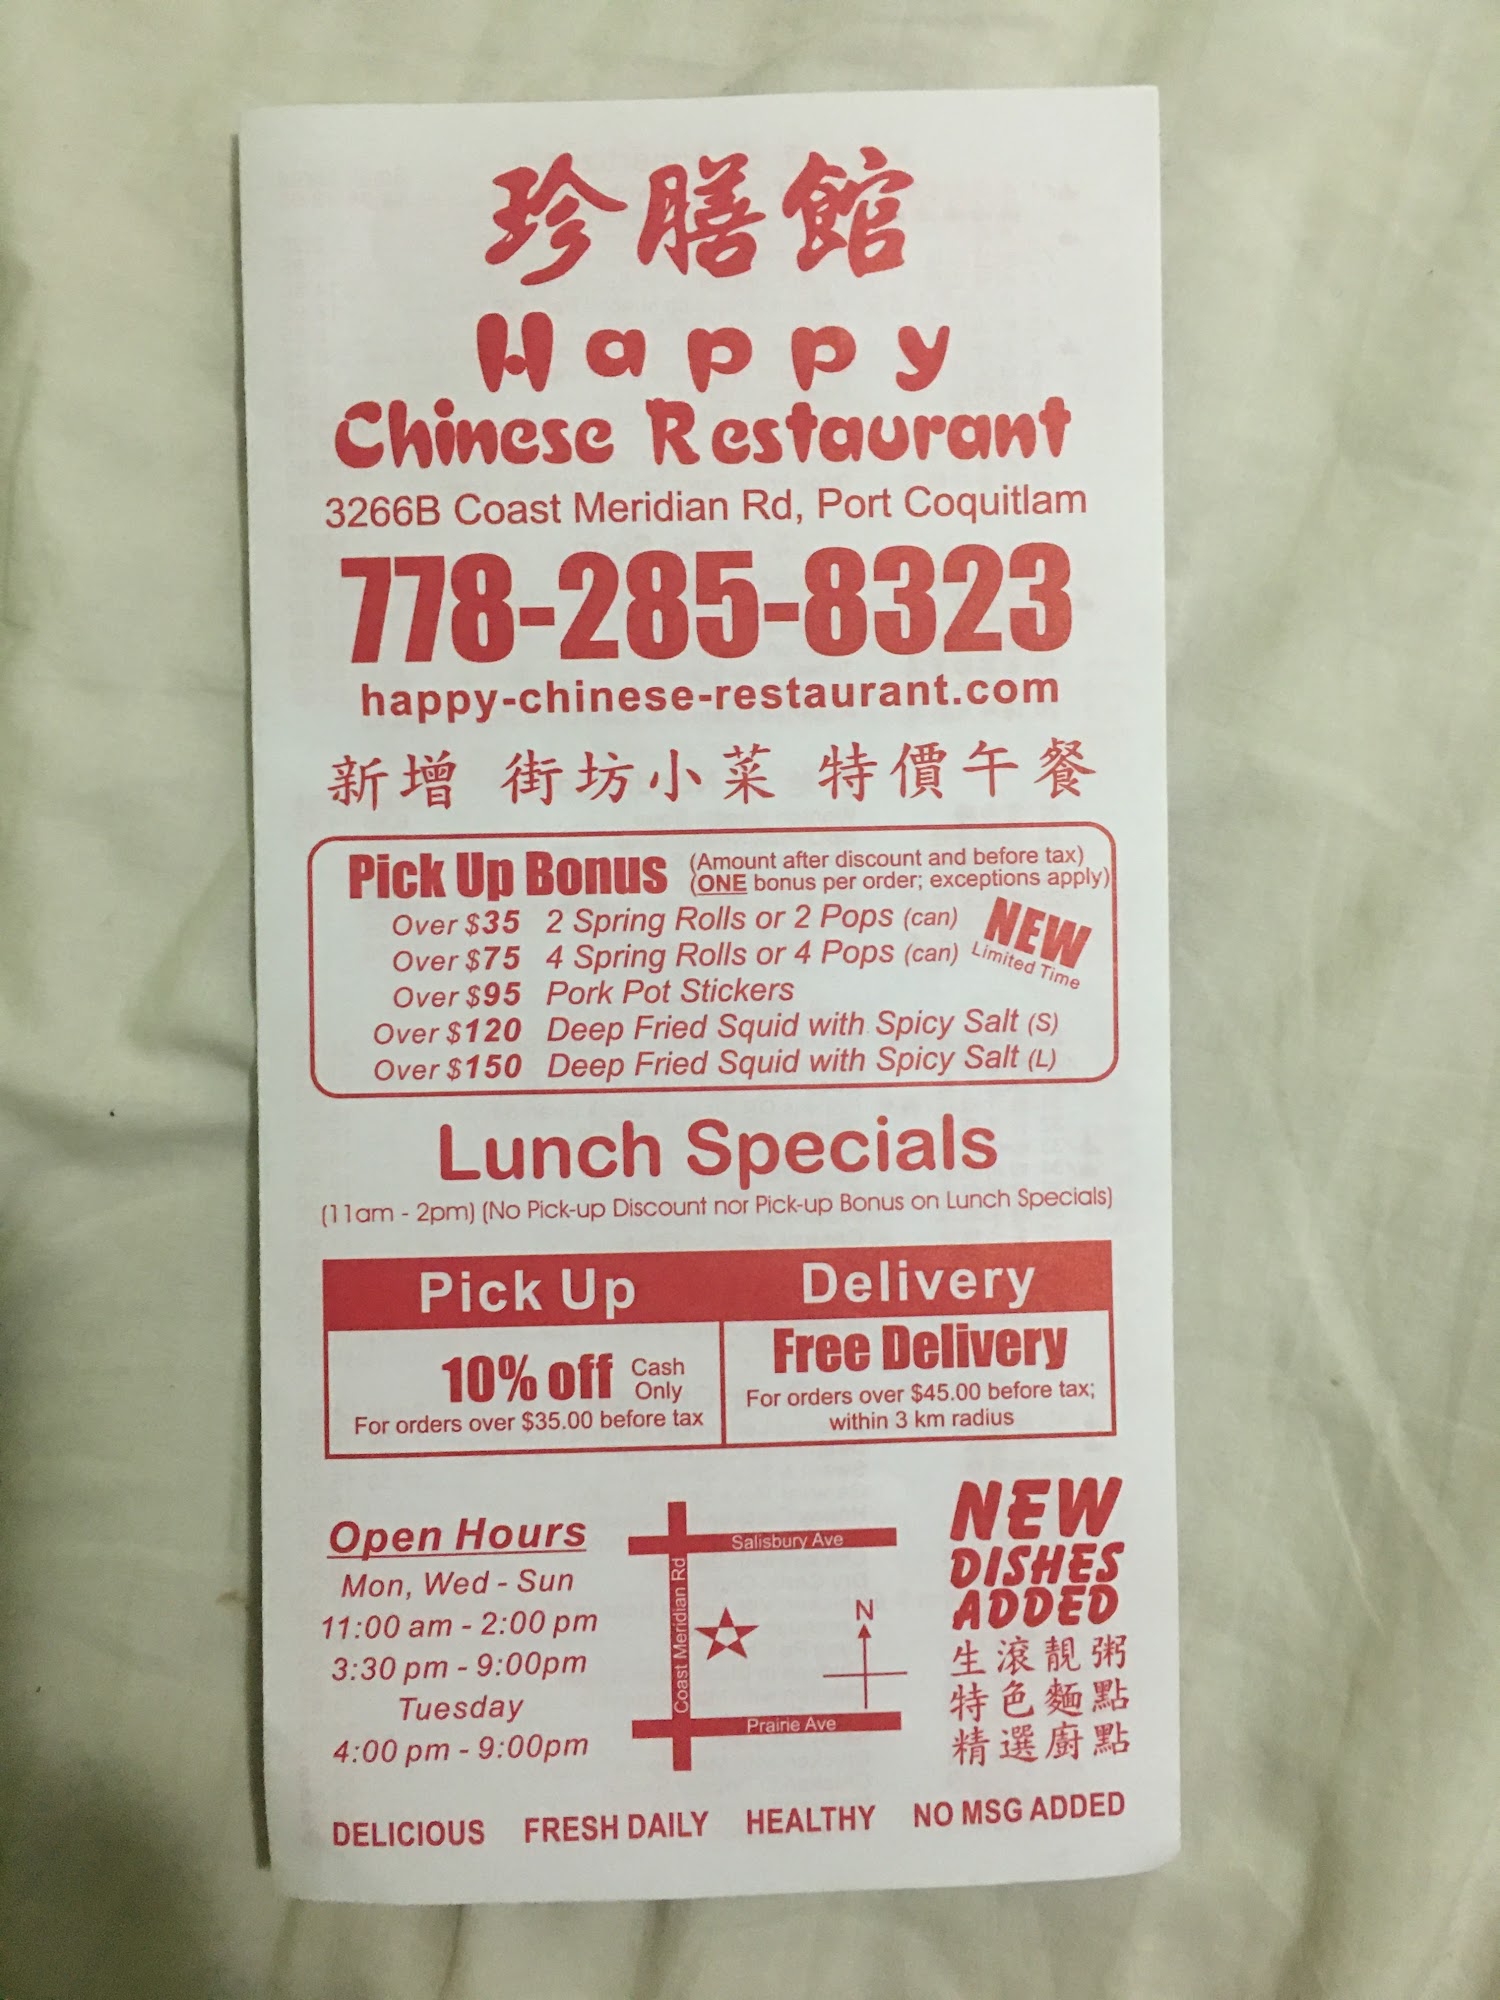 珍膳館
Happy
Chinese Restaurant
3266B Coast Meridian Rd, Port Coquitlam
778-285-8323
happy-chinese-restaurant.com
新增 街坊小菜 特價午餐
Pick Up Bonus (Amount after discount and before tax)
(ONE bonus per order; exceptions apply)
Over $35 2 Spring Rolls or 2 Pops (can)
Over $75 4 Spring Rolls or 4 Pops (can)
NEW
Limited Time
Over $95 Pork Pot Stickers
Over $120 Deep Fried Squid with Spicy Salt (S)
Over $150 Deep Fried Squid with Spicy Salt (L)
Lunch Specials
(11am - 2pm) (No Pick-up Discount nor Pick-up Bonus on Lunch Specials)
Pick Up
10% off Cash Only
For orders over $35.00 before tax
Delivery
Free Delivery
For orders over $45.00 before tax;
within 3 km radius
Open Hours
Mon, Wed - Sun
11:00 am - 2:00 pm
3:30 pm - 9:00pm
Tuesday
4:00 pm - 9:00pm
Salisbury Ave
Coast Meridian Rd
N
Prairie Ave
NEW
DISHES
ADDED
生滾靚粥
特色麵點
精選廚點
DELICIOUS FRESH DAILY HEALTHY NO MSG ADDED